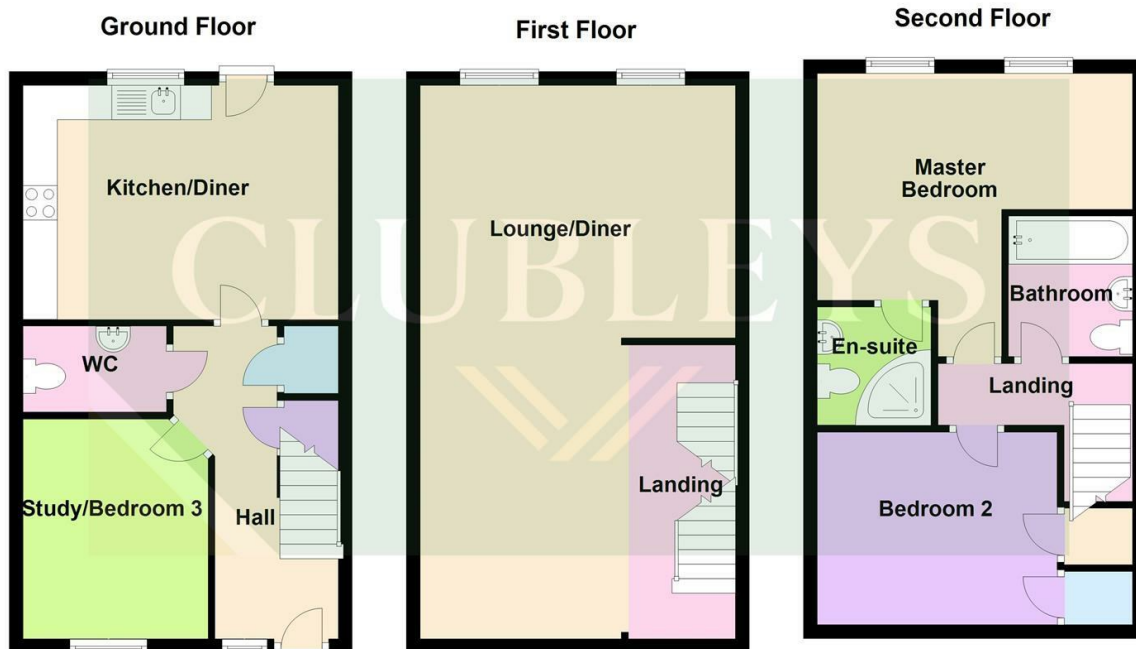 Ground Floor
Kitchen/Diner
WC
Study/Bedroom 3
Hall
First Floor
Lounge/Diner
Landing
Second Floor
Master
Bedroom
Bathroom
En-suite
Landing
Bedroom 2
CLUBLEYS